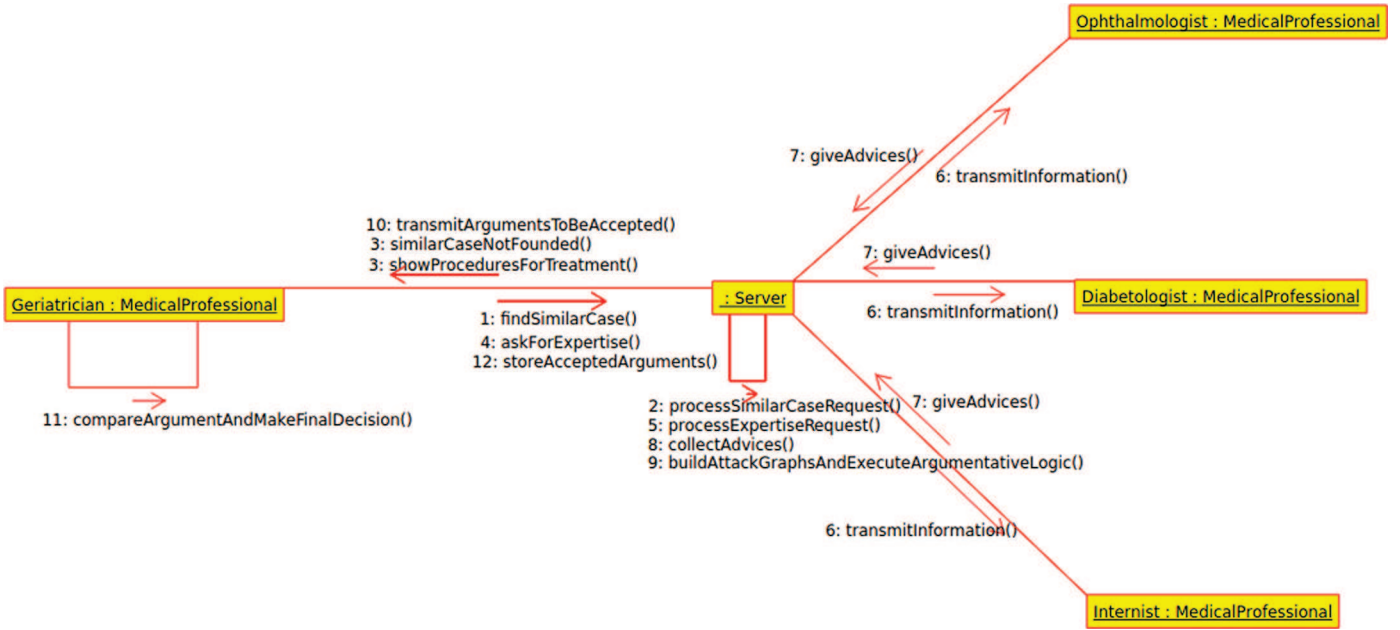 Ophthalmologist : MedicalProfessional
7: giveAdvices()
6: transmitInformation()
10: transmitArgumentsToBeAccepted()
3: similarCaseNotFounded()
3: showProceduresForTreatment()
7: giveAdvices()
Geriatrician : MedicalProfessional
: Server
Diabetologist : MedicalProfessional
6: transmitInformation()
1: findSimilarCase()
4: askForExpertise()
12: storeAcceptedArguments()
11: compareArgumentAndMakeFinalDecision()
2: processSimilarCaseRequest()
5: processExpertiseRequest()
8: collectAdvices()
9: buildAttackGraphsAndExecuteArgumentativeLogic()
7: giveAdvices()
6: transmitInformation()
Internist : MedicalProfessional